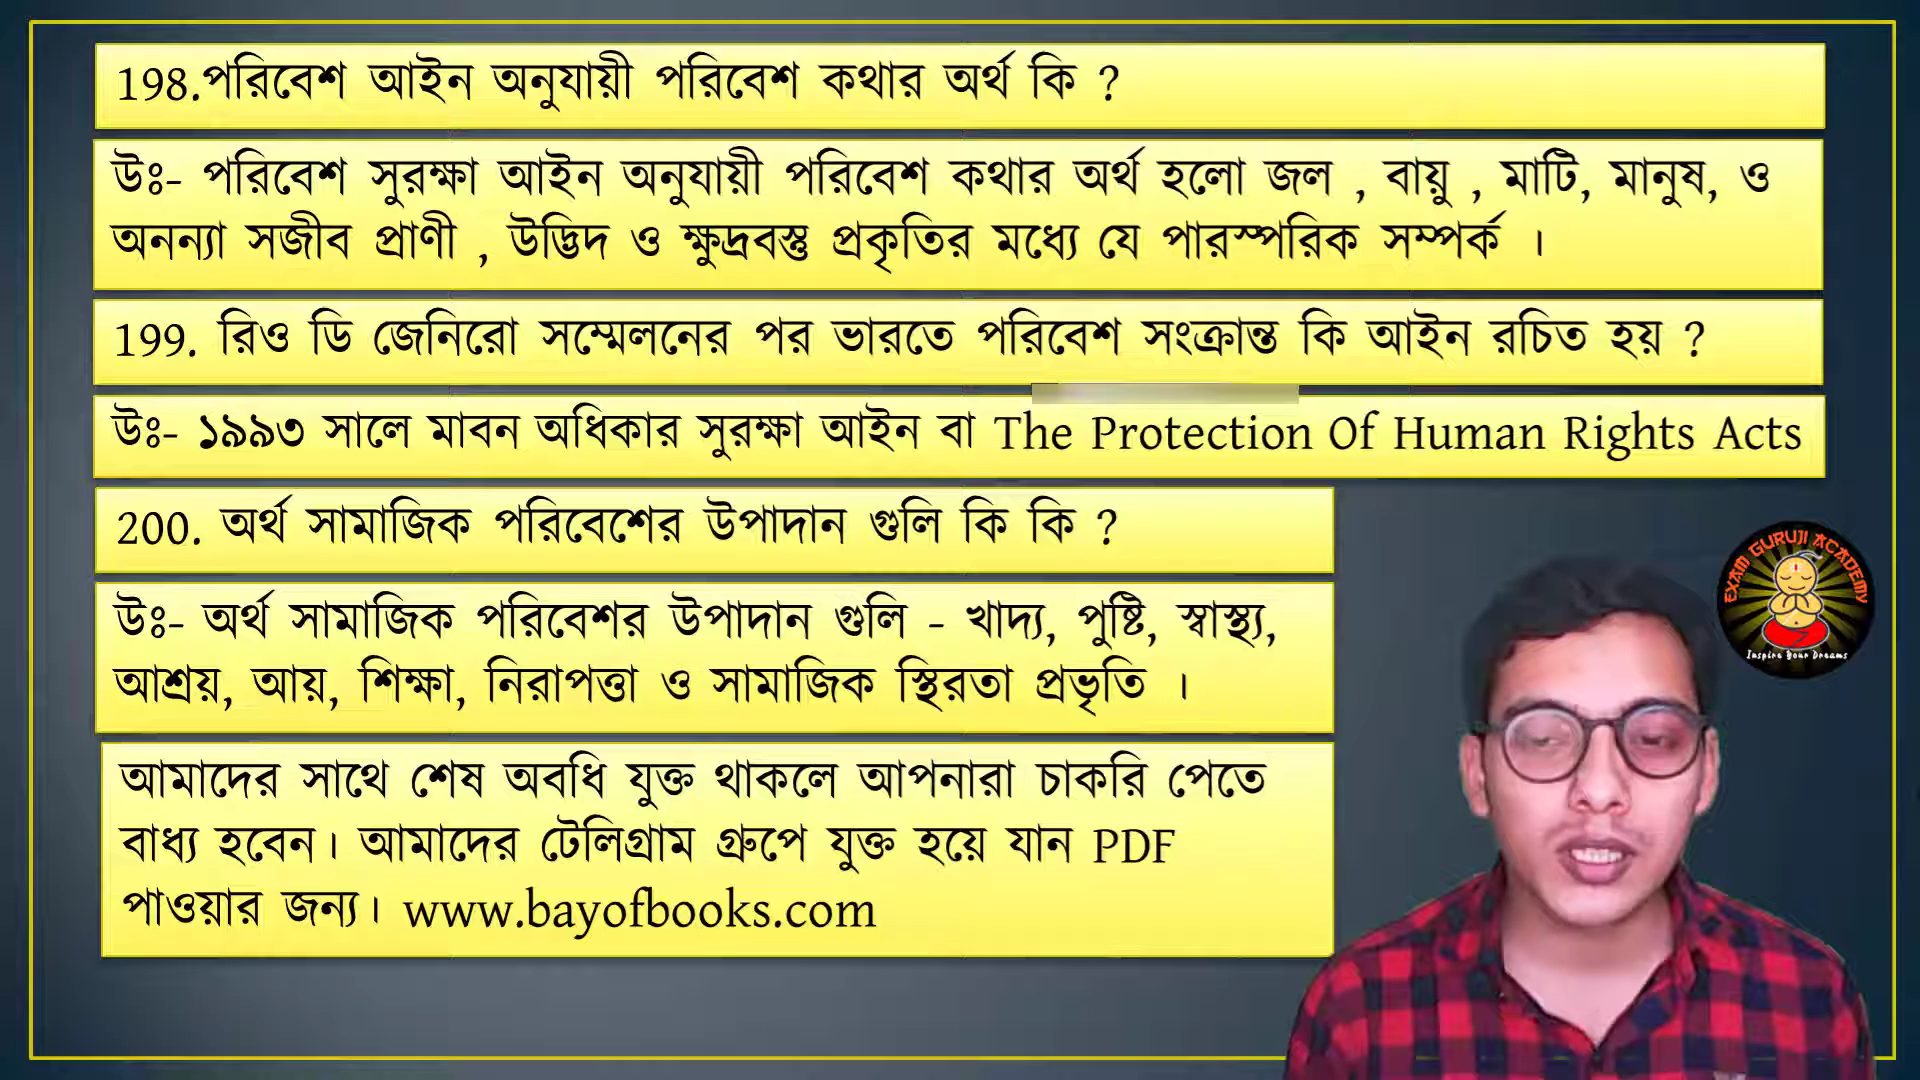 198.পরিবেশ আইন অনুযায়ী পরিবেশ কথার অর্থ কি ?
উঃ- পরিবেশ সুরক্ষা আইন অনুযায়ী পরিবেশ কথার অর্থ হলো জল , বায়ু , মাটি, মানুষ, ও
অনন্যা সজীব প্রাণী , উদ্ভিদ ও ক্ষুদ্রবস্তু প্রকৃতির মধ্যে যে পারস্পরিক সম্পর্ক ।
199. রিও ডি জেনিরো সম্মেলনের পর ভারতে পরিবেশ সংক্রান্ত কি আইন রচিত হয় ?
উঃ- ১৯৯৩ সালে মাবন অধিকার সুরক্ষা আইন বা The Protection Of Human Rights Acts
200. অর্থ সামাজিক পরিবেশের উপাদান গুলি কি কি ?
উঃ- অর্থ সামাজিক পরিবেশর উপাদান গুলি - খাদ্য, পুষ্টি, স্বাস্থ্য,
আশ্রয়, আয়, শিক্ষা, নিরাপত্তা ও সামাজিক স্থিরতা প্রভৃতি ।
আমাদের সাথে শেষ অবধি যুক্ত থাকলে আপনারা চাকরি পেতে
বাধ্য হবেন। আমাদের টেলিগ্রাম গ্রুপে যুক্ত হয়ে যান PDF
পাওয়ার জন্য। www.bayofbooks.com
EXAM GURUJI ACADEMY
Inspire Your Dreams